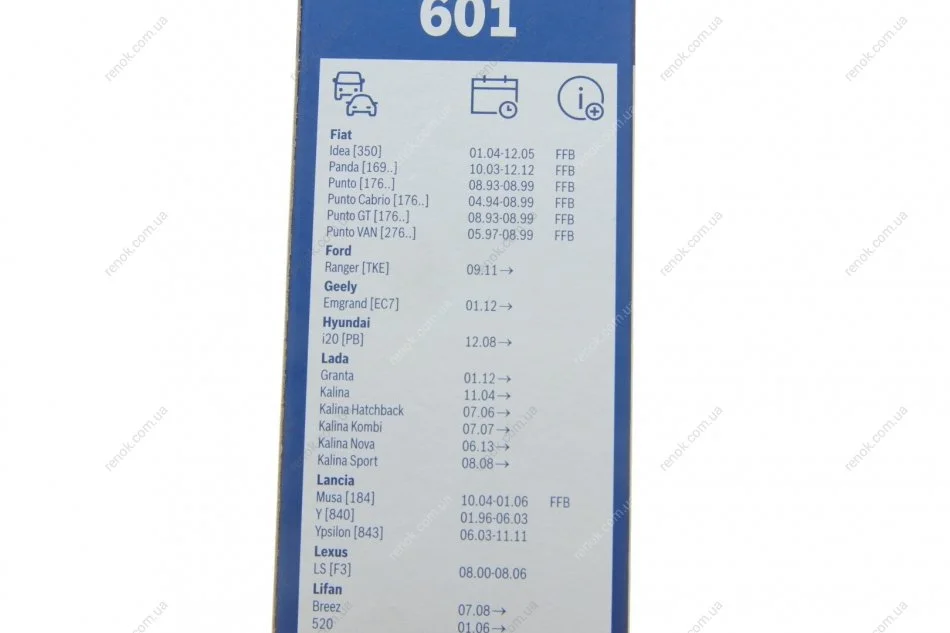 601
Fiat
Idea [350] 01.04-12.05 FFB
Panda [169..] 10.03-12.12 FFB
Punto [176..] 08.93-08.99 FFB
Punto Cabrio [176..] 04.94-08.99 FFB
Punto GT [176..] 08.93-08.99 FFB
Punto VAN [276..] 05.97-08.99 FFB
Ford
Ranger [TKE] 09.11→
Geely
Emgrand [EC7] 01.12→
Hyundai
i20 [PB] 12.08→
Lada
Granta 01.12→
Kalina 11.04→
Kalina Hatchback 07.06→
Kalina Kombi 07.07→
Kalina Nova 06.13→
Kalina Sport 08.08→
Lancia
Musa [184] 10.04-01.06 FFB
Y [840] 01.96-06.03
Ypsilon [843] 06.03-11.11
Lexus
LS [F3] 08.00-08.06
Lifan
Breez 07.08→
520 01.06→
renok.com.ua